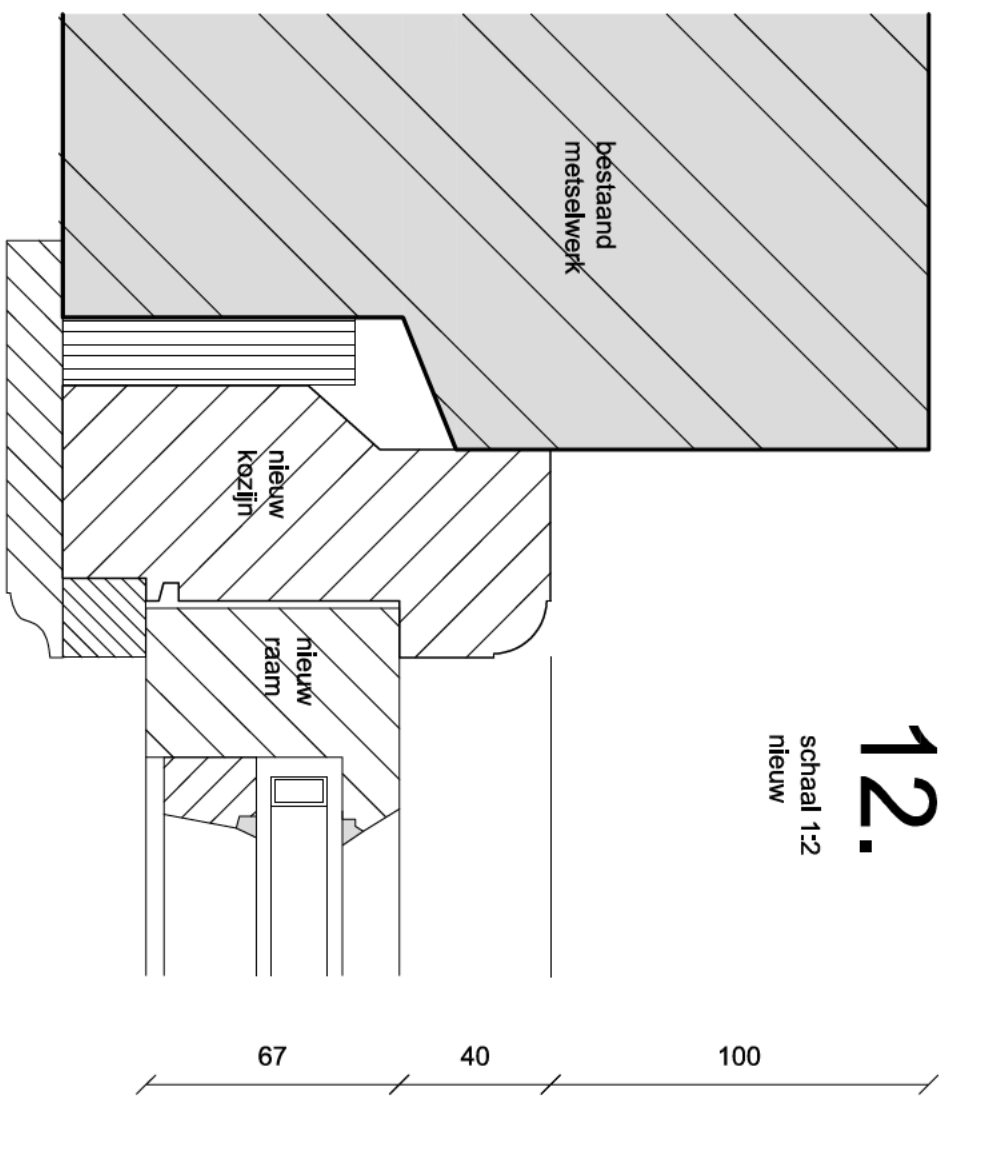 bestaand
metselwerk
nieuw
kozijn
nieuw
raam
12.
schaal 1:2
nieuw
67
40
100